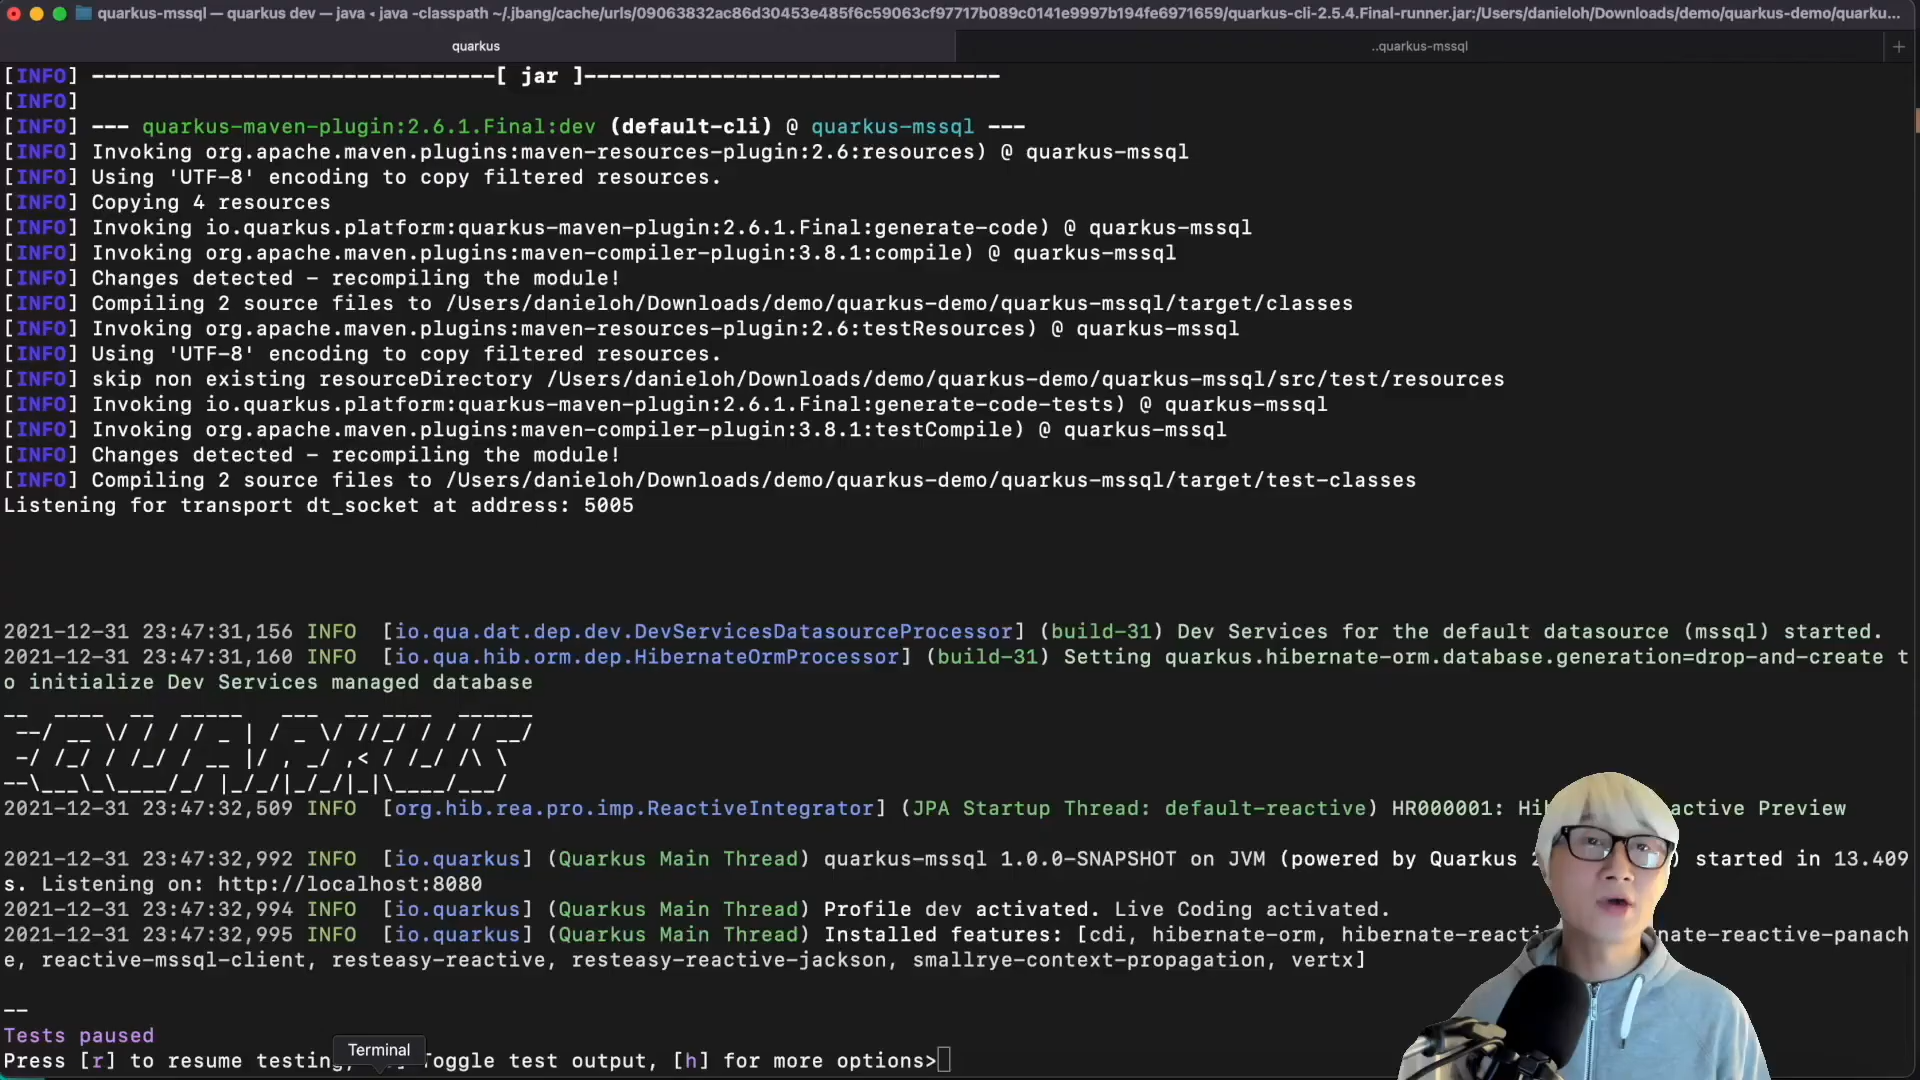 quarkus-mssql — quarkus dev — java ◂ java -classpath ~/.jbang/cache/urls/09063832ac86d30453e485f6c59063cf97717b089c0141e9997b194fe6971659/quarkus-cli-2.5.4.Final-runner.jar:/Users/danieloh/Downloads/demo/quarkus-demo/quarku...
quarkus
..quarkus-mssql
+
[INFO] --------------------------------[ jar ]---------------------------------
[INFO]
[INFO] --- quarkus-maven-plugin:2.6.1.Final:dev (default-cli) @ quarkus-mssql ---
[INFO] Invoking org.apache.maven.plugins:maven-resources-plugin:2.6:resources) @ quarkus-mssql
[INFO] Using 'UTF-8' encoding to copy filtered resources.
[INFO] Copying 4 resources
[INFO] Invoking io.quarkus.platform:quarkus-maven-plugin:2.6.1.Final:generate-code) @ quarkus-mssql
[INFO] Invoking org.apache.maven.plugins:maven-compiler-plugin:3.8.1:compile) @ quarkus-mssql
[INFO] Changes detected - recompiling the module!
[INFO] Compiling 2 source files to /Users/danieloh/Downloads/demo/quarkus-demo/quarkus-mssql/target/classes
[INFO] Invoking org.apache.maven.plugins:maven-resources-plugin:2.6:testResources) @ quarkus-mssql
[INFO] Using 'UTF-8' encoding to copy filtered resources.
[INFO] skip non existing resourceDirectory /Users/danieloh/Downloads/demo/quarkus-demo/quarkus-mssql/src/test/resources
[INFO] Invoking io.quarkus.platform:quarkus-maven-plugin:2.6.1.Final:generate-code-tests) @ quarkus-mssql
[INFO] Invoking org.apache.maven.plugins:maven-compiler-plugin:3.8.1:testCompile) @ quarkus-mssql
[INFO] Changes detected - recompiling the module!
[INFO] Compiling 2 source files to /Users/danieloh/Downloads/demo/quarkus-demo/quarkus-mssql/target/test-classes
Listening for transport dt_socket at address: 5005
2021-12-31 23:47:31,156 INFO  [io.qua.dat.dep.dev.DevServicesDatasourceProcessor] (build-31) Dev Services for the default datasource (mssql) started.
2021-12-31 23:47:31,160 INFO  [io.qua.hib.orm.dep.HibernateOrmProcessor] (build-31) Setting quarkus.hibernate-orm.database.generation=drop-and-create t
o initialize Dev Services managed database
__  ____  __  _____   ___  __ ____  ______
 --/ __ \/ / / / _ | / _ \/ //_/ / / / __/
 -/ /_/ / /_/ / __ |/ , _/ ,< / /_/ /\ \
--\___\_\____/_/ |_/_/|_/_/|_|\____/___/
2021-12-31 23:47:32,509 INFO  [org.hib.rea.pro.imp.ReactiveIntegrator] (JPA Startup Thread: default-reactive) HR000001: Hi active Preview
2021-12-31 23:47:32,992 INFO  [io.quarkus] (Quarkus Main Thread) quarkus-mssql 1.0.0-SNAPSHOT on JVM (powered by Quarkus ) started in 13.409
s. Listening on: http://localhost:8080
2021-12-31 23:47:32,994 INFO  [io.quarkus] (Quarkus Main Thread) Profile dev activated. Live Coding activated.
2021-12-31 23:47:32,995 INFO  [io.quarkus] (Quarkus Main Thread) Installed features: [cdi, hibernate-orm, hibernate-reacti nate-reactive-panach
e, reactive-mssql-client, resteasy-reactive, resteasy-reactive-jackson, smallrye-context-propagation, vertx]
--
Tests paused
Terminal
Press [r] to resume testing, toggle test output, [h] for more options>